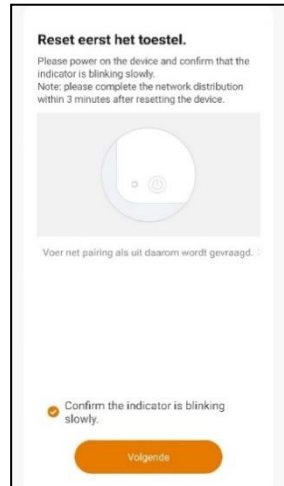 Reset eerst het toestel.
Please power on the device and confirm that the
indicator is blinking slowly.
Note: please complete the network distribution
within 3 minutes after resetting the device.
Voer net pairing als uit daarom wordt gevraagd.
Confirm the indicator is blinking
slowly.
Volgende